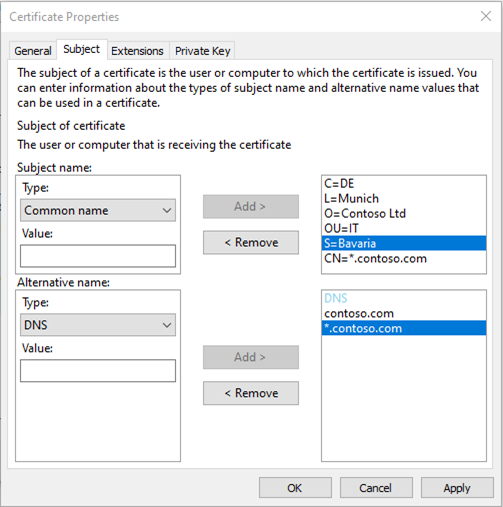 Certificate Properties
General Subject Extensions Private Key
The subject of a certificate is the user or computer to which the certificate is issued. You
can enter information about the types of subject name and alternative name values that
can be used in a certificate.
Subject of certificate
The user or computer that is receiving the certificate
Subject name:
Type:
Common name
Value:
Add >
< Remove
C=DE
L=Munich
O=Contoso Ltd
OU=IT
S=Bavaria
CN=*.contoso.com
Alternative name:
Type:
DNS
Value:
Add >
< Remove
DNS
contoso.com
*.contoso.com
OK Cancel Apply